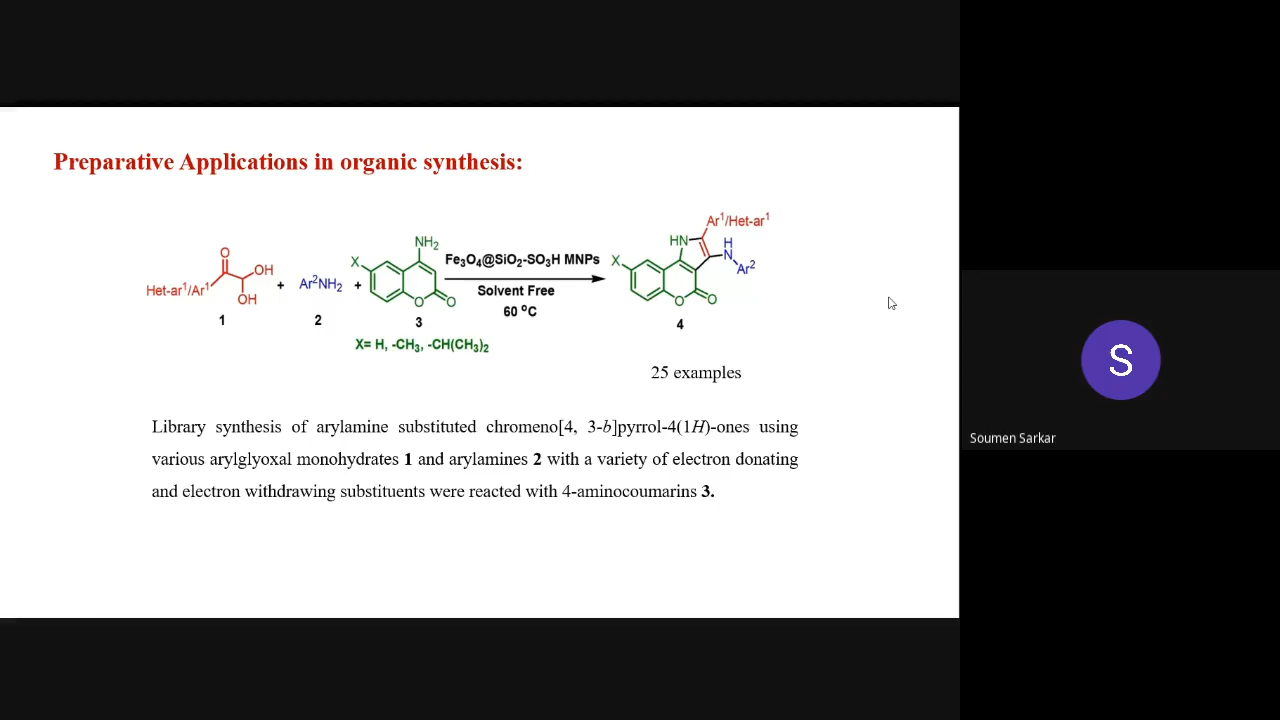 Preparative Applications in organic synthesis:
Het-ar¹/Ar¹
O
OH
OH
1
+
Ar²NH₂
2
+
X
NH₂
O
O
3
X= H, -CH₃, -CH(CH₃)₂
Fe₃O₄@SiO₂-SO₃H MNPs
Solvent Free
60 ºC
X
HN
Ar¹/Het-ar¹
H
N
Ar²
O
O
4
25 examples
Library synthesis of arylamine substituted chromeno[4, 3-b]pyrrol-4(1H)-ones using
various arylglyoxal monohydrates 1 and arylamines 2 with a variety of electron donating
and electron withdrawing substituents were reacted with 4-aminocoumarins 3.
S
Soumen Sarkar